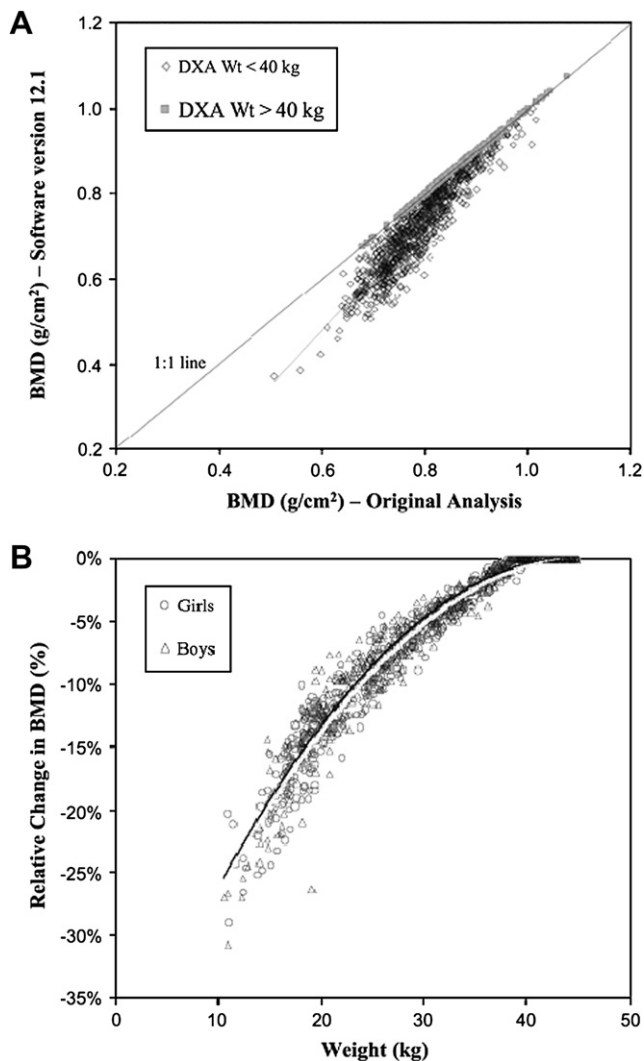 A
1.2
DXA Wt < 40 kg
DXA Wt > 40 kg
1.0
0.8
0.6
0.4
0.2
BMD (g/cm²) – Software version 12.1
1:1 line
0.2 0.4 0.6 0.8 1.0 1.2
BMD (g/cm²) – Original Analysis
B
0%
Girls
Boys
-5%
-10%
-15%
-20%
-25%
-30%
-35%
Relative Change in BMD (%)
0 10 20 30 40 50
Weight (kg)